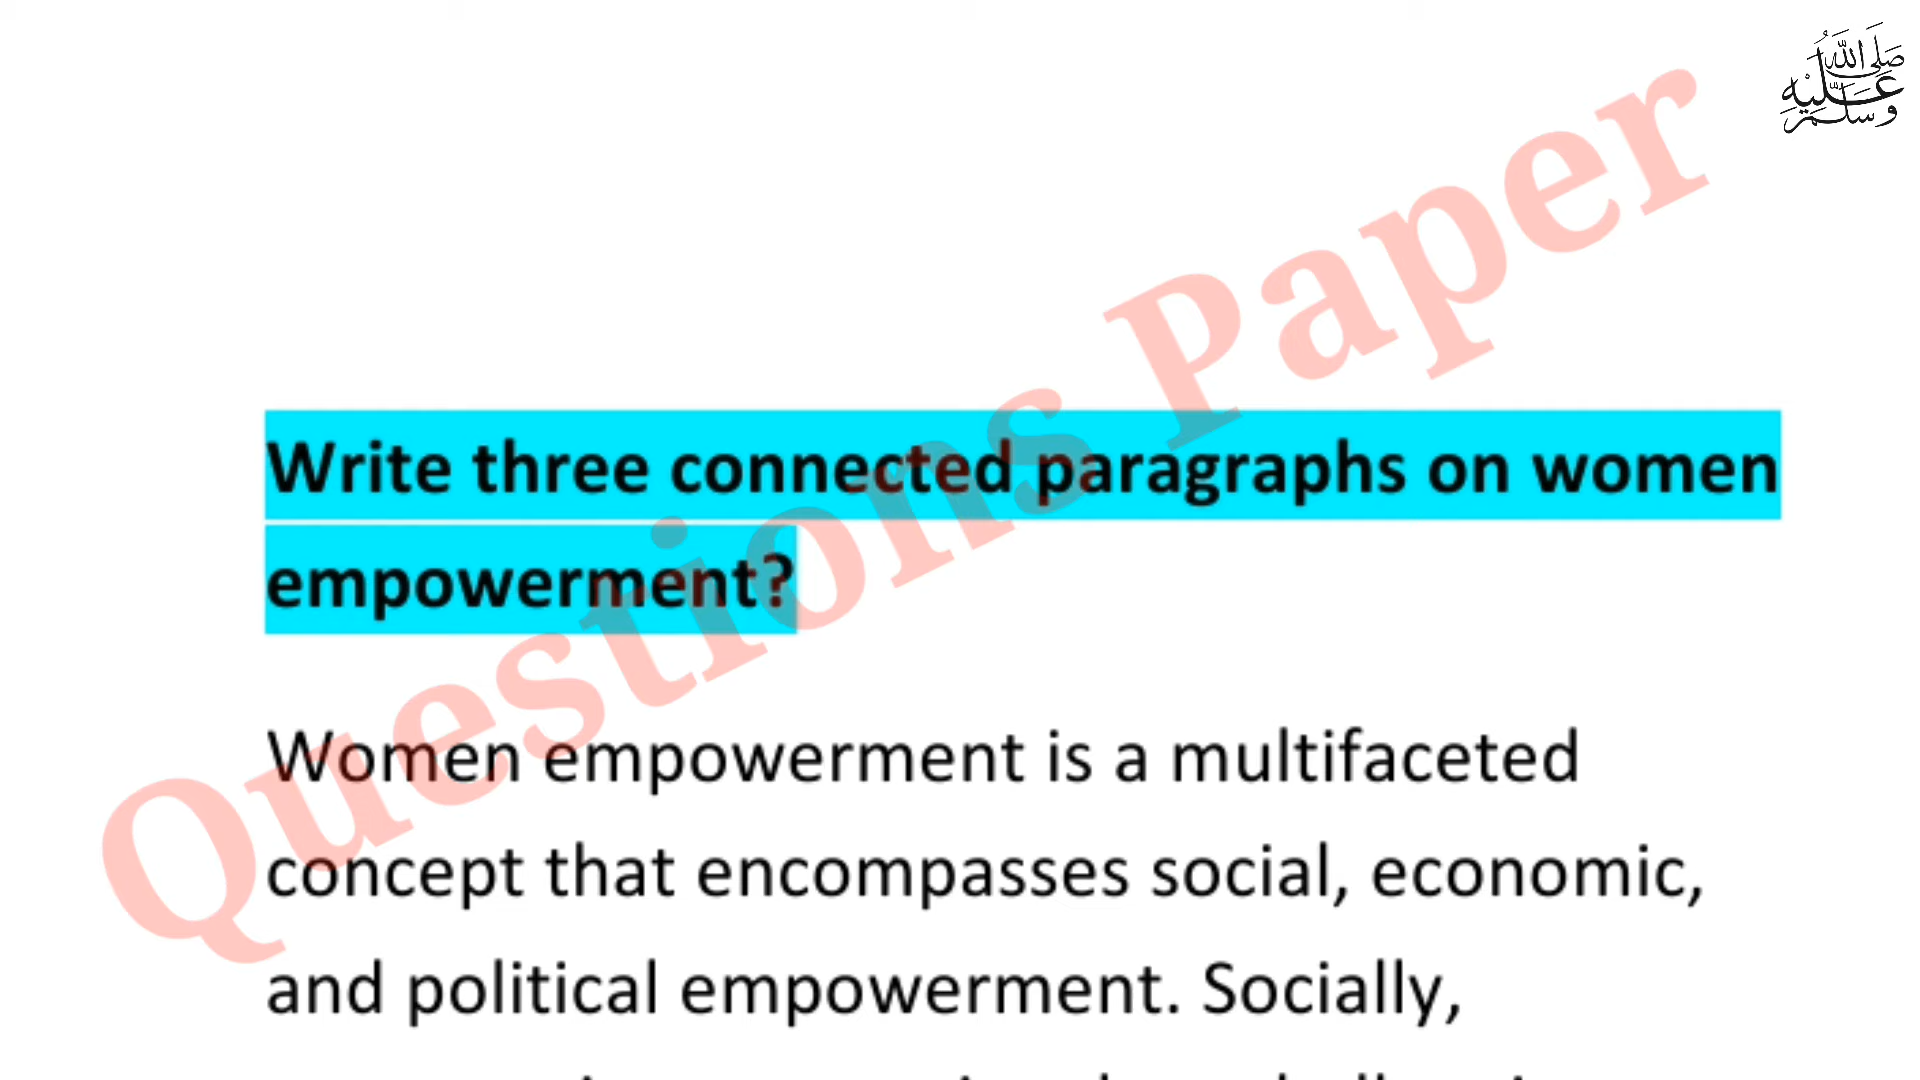 صلى الله
عليه
وسلم
Questions Paper
Write three connected paragraphs on women
empowerment?
Women empowerment is a multifaceted
concept that encompasses social, economic,
and political empowerment. Socially,